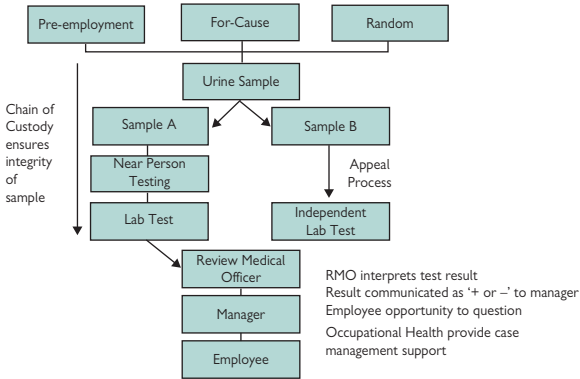 Pre-employment
For-Cause
Random
Urine Sample
Chain of
Custody
ensures
integrity
of
sample
Sample A
Sample B
Near Person
Testing
Appeal
Process
Lab Test
Independent
Lab Test
Review Medical
Officer
RMO interprets test result
Result communicated as ‘+ or –’ to manager
Manager
Employee opportunity to question
Occupational Health provide case
management support
Employee